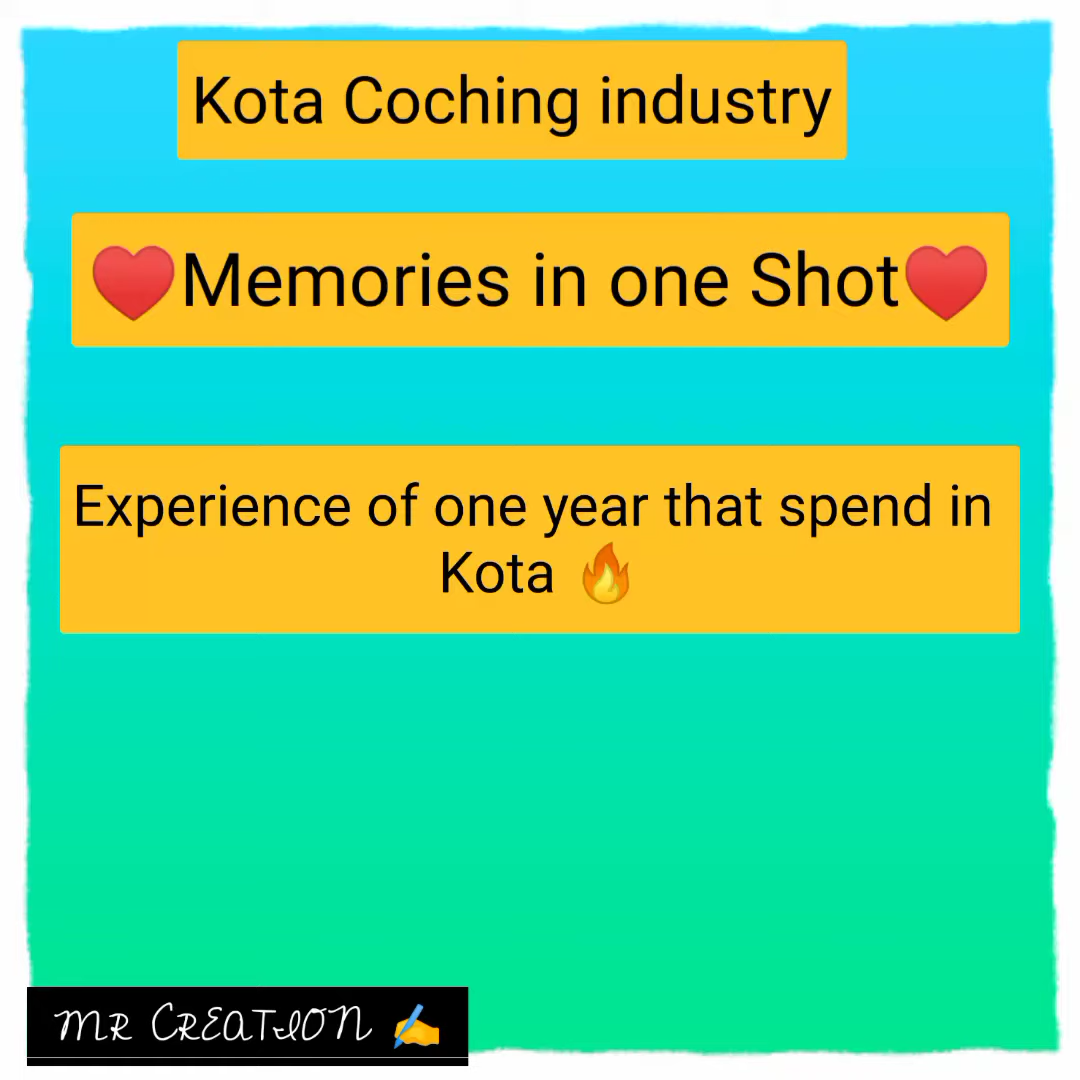 Kota Coching industry
♥️Memories in one Shot♥️
Experience of one year that spend in
Kota 🔥
MR CREATION ✍️